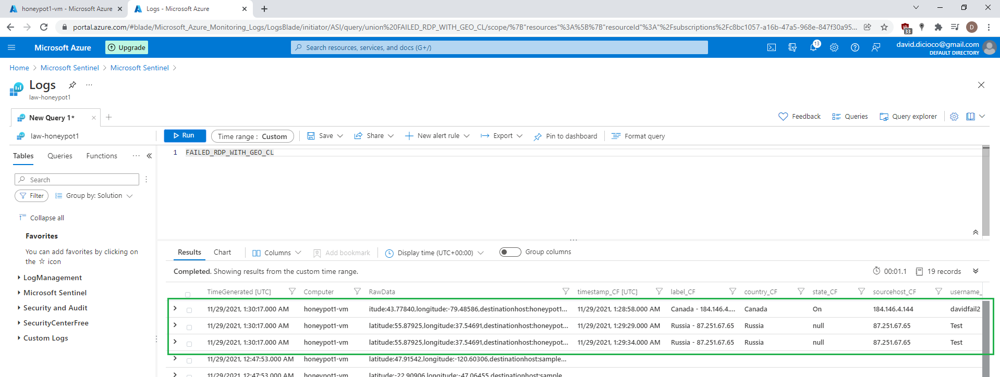 honeypot1-vm - Microsoft Azure
Logs - Microsoft Azure
portal.azure.com/#blade/Microsoft_Azure_Monitoring_Logs/LogsBlade/initiator/ASI/query/union%20FAILED_RDP_WITH_GEO_CL/scope/%7B"resources"%3A%5B%7B"resourceId"%3A"%2Fsubscriptions%2Fc8bc1057-a16b-47a5-968e-847f30a95...
33
D
Microsoft Azure
Upgrade
Search resources, services, and docs (G+/)
13
david.dicioco@gmail.com
DEFAULT DIRECTORY
Home > Microsoft Sentinel > Microsoft Sentinel >
Logs
...
law-honeypot1
New Query 1*
Feedback
Queries
Query explorer
law-honeypot1
Run
Time range : Custom
Save
Share
New alert rule
Export
Pin to dashboard
Format query
Tables
Queries
Functions
...
1 FAILED_RDP_WITH_GEO_CL
Search
Filter
Group by: Solution
Collapse all
Favorites
You can add favorites by clicking on
the ☆ icon
LogManagement
Microsoft Sentinel
Security and Audit
SecurityCenterFree
Custom Logs
Results
Chart
Columns
Add bookmark
Display time (UTC+00:00)
Group columns
Completed. Showing results from the custom time range.
00:01.1
19 records
TimeGenerated [UTC] Computer RawData timestamp_CF [UTC] label_CF country_CF state_CF sourcehost_CF username_
11/29/2021, 1:30:17.000 AM honeypot1-vm itude:43.77840,longitude:-79.48586,destinationhost:honeypot1... 11/29/2021, 1:28:58.000 AM Canada - 184.146.4.... Canada On 184.146.4.144 davidfail2
11/29/2021, 1:30:17.000 AM honeypot1-vm latitude:55.87925,longitude:37.54691,destinationhost:honeypot... 11/29/2021, 1:29:29.000 AM Russia - 87.251.67.65 Russia null 87.251.67.65 Test
11/29/2021, 1:30:17.000 AM honeypot1-vm latitude:55.87925,longitude:37.54691,destinationhost:honeypot... 11/29/2021, 1:29:34.000 AM Russia - 87.251.67.65 Russia null 87.251.67.65 Test
11/29/2021, 12:47:53.000 AM honeypot1-vm latitude:47.91542,longitude:-120.60306,destinationhost:sample...
11/29/2021, 12:47:53.000 AM honeypot1-vm latitude:-22.90906,longitude:-47.06455,destinationhost:sample